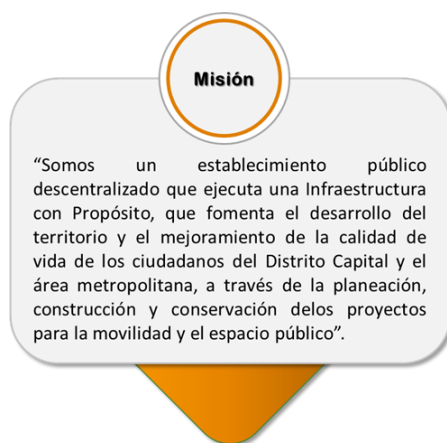 Misión
“Somos un establecimiento público
descentralizado que ejecuta una Infraestructura
con Propósito, que fomenta el desarrollo del
territorio y el mejoramiento de la calidad de
vida de los ciudadanos del Distrito Capital y el
área metropolitana, a través de la planeación,
construcción y conservación delos proyectos
para la movilidad y el espacio público”.